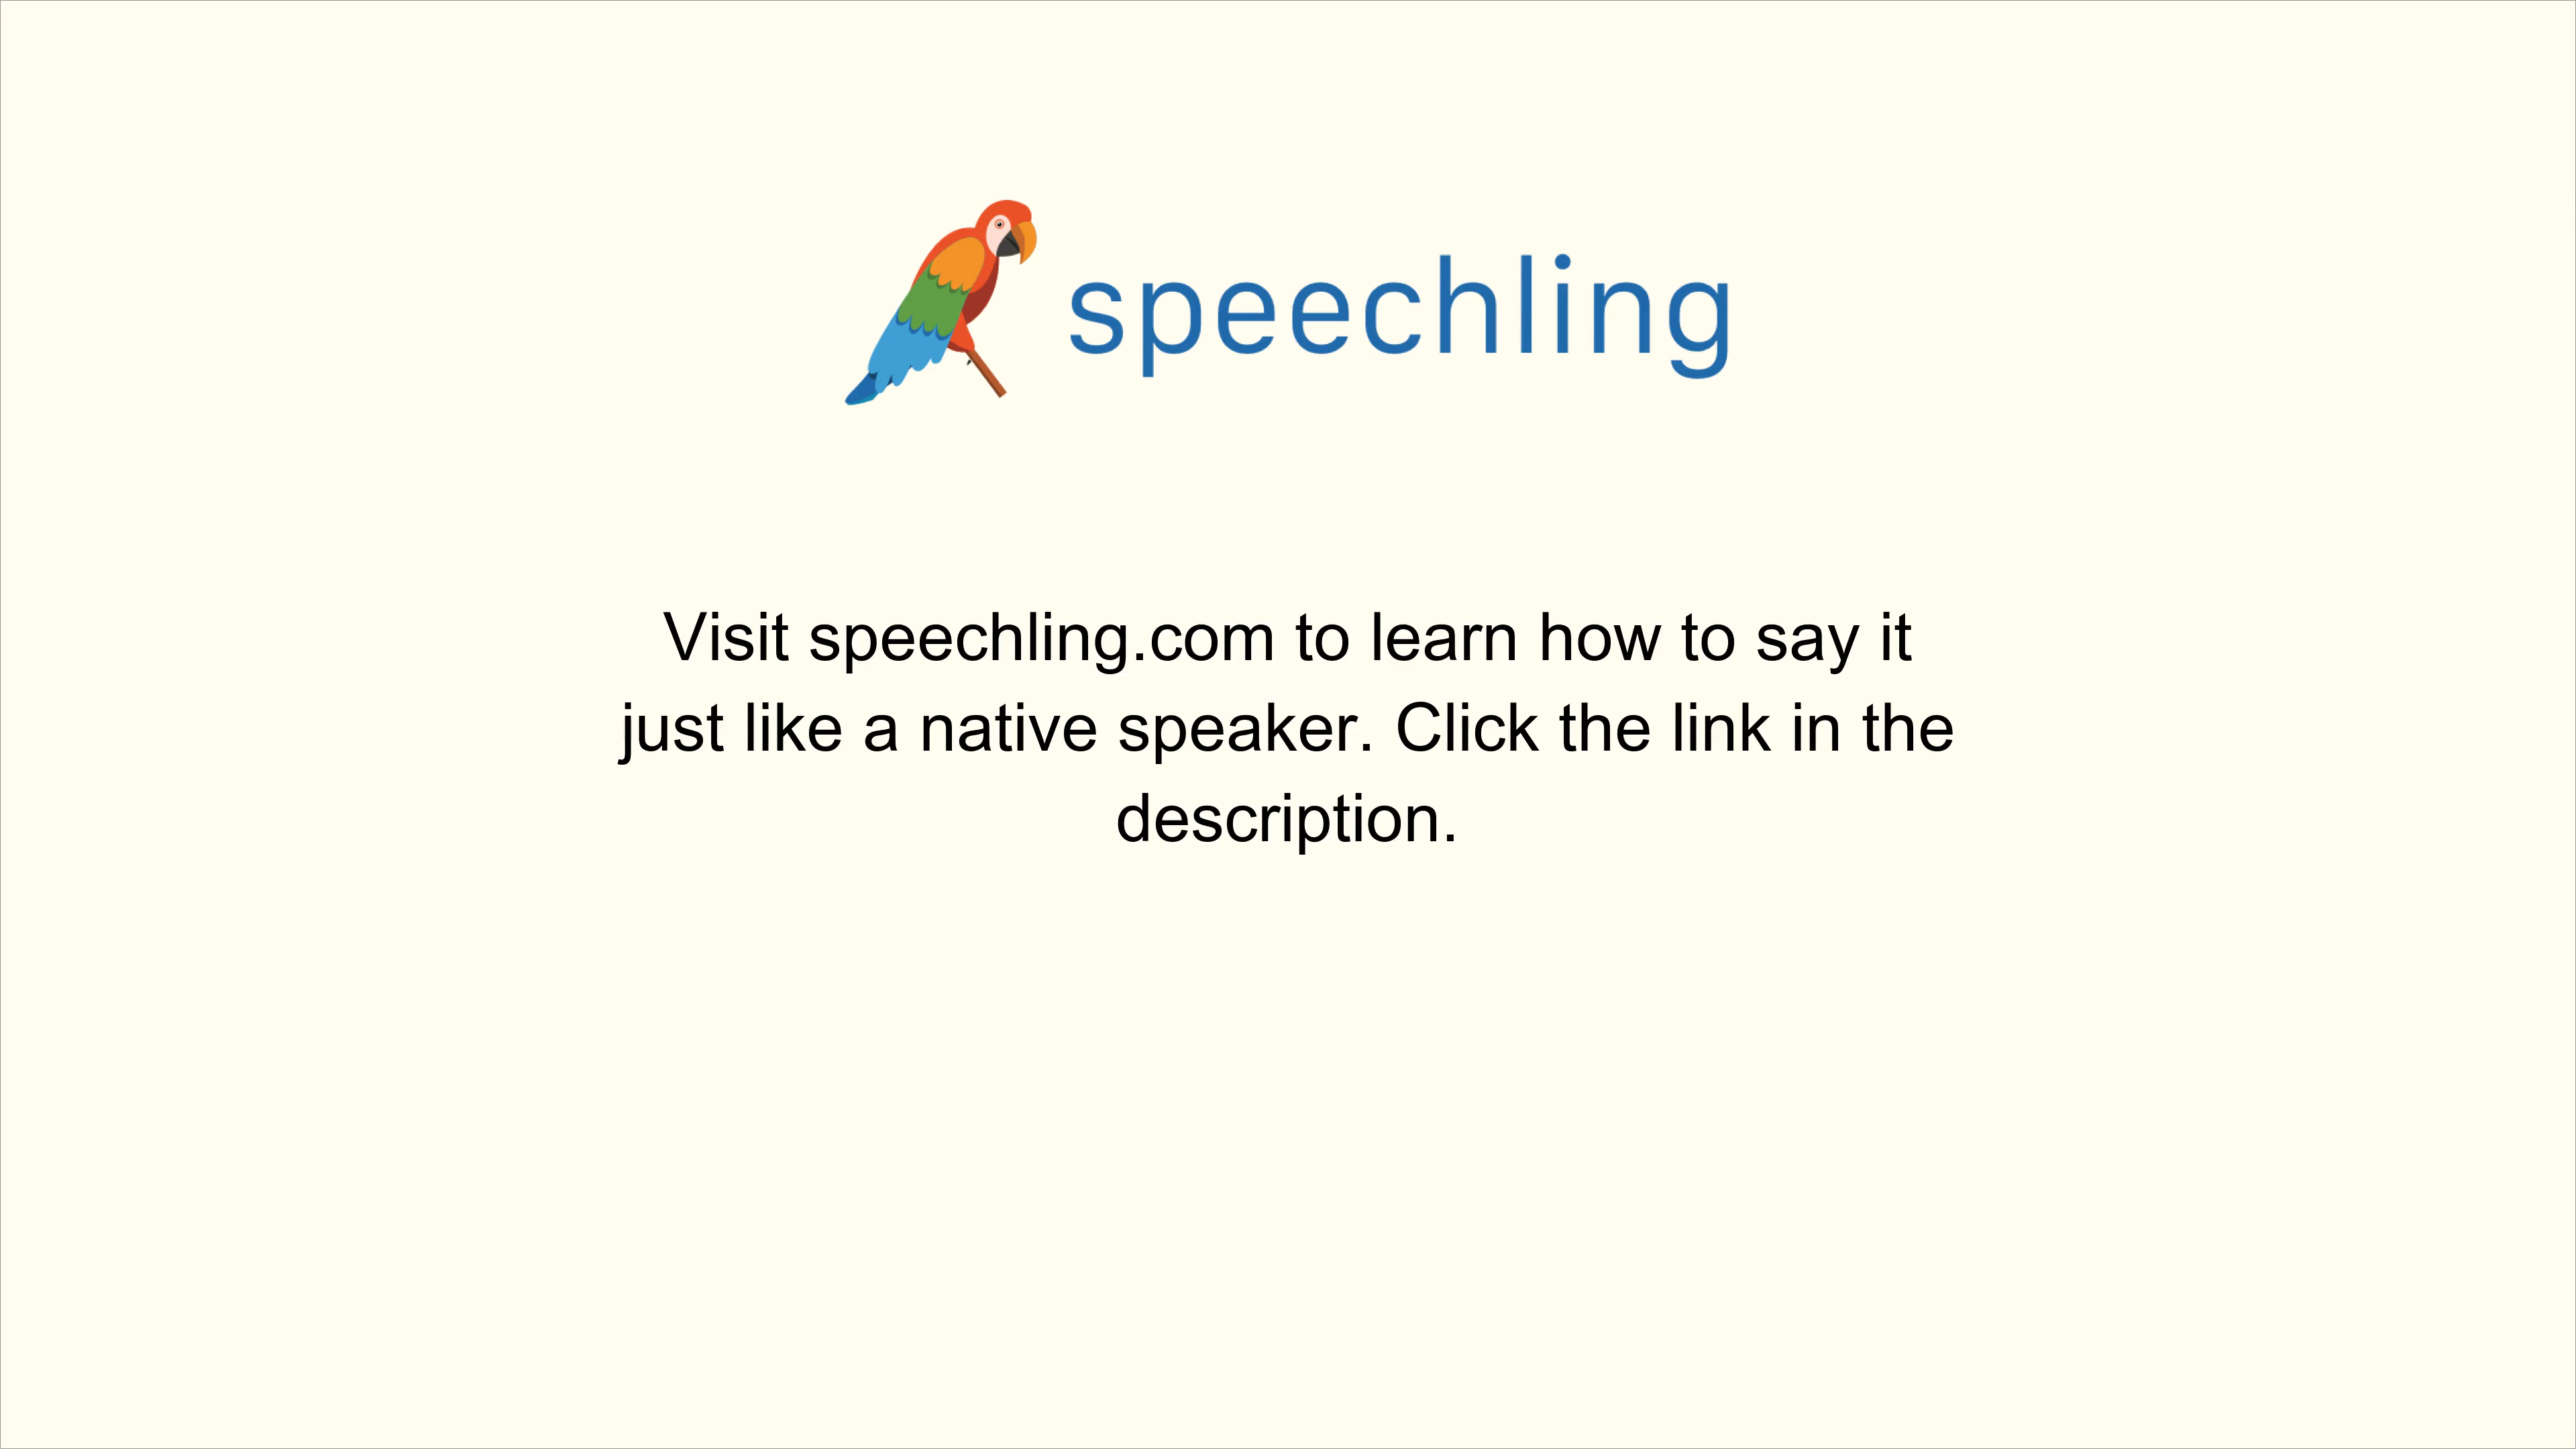 speechling
Visit speechling.com to learn how to say it
just like a native speaker. Click the link in the
description.